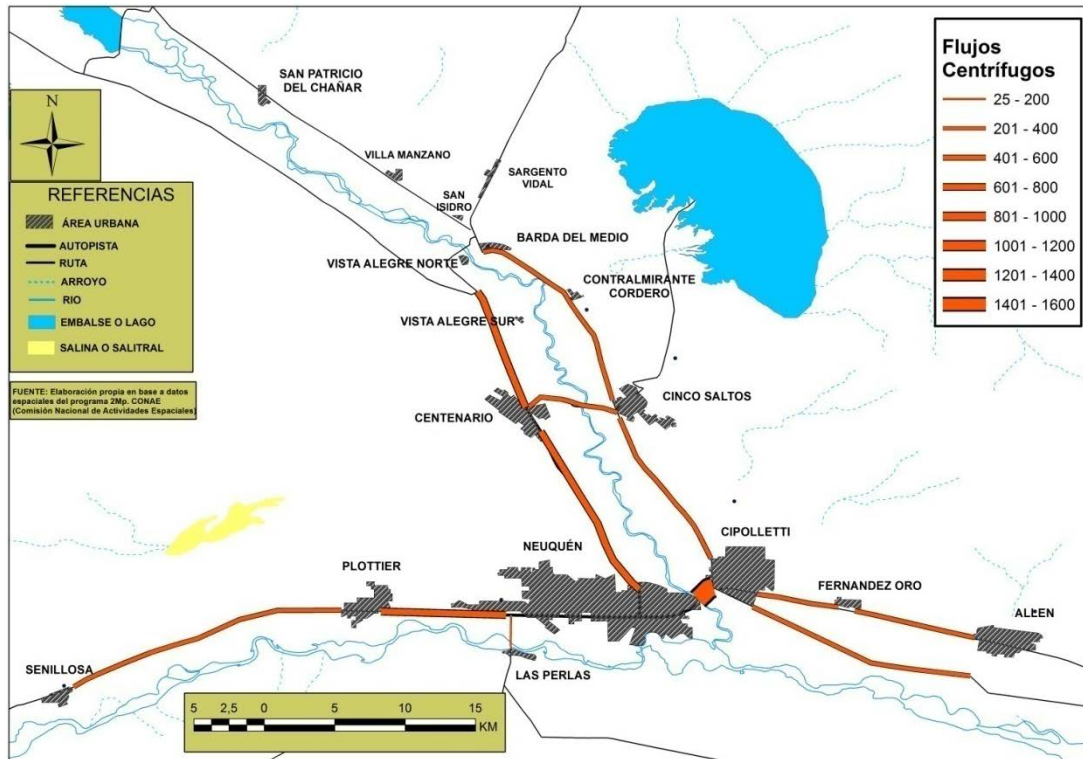 SAN PATRICIO
DEL CHAÑAR
VILLA MANZANO
SARGENTO
VIDAL
SAN
ISIDRO
BARDA DEL MEDIO
VISTA ALEGRE NORTE
CONTRALMIRANTE
CORDERO
VISTA ALEGRE SUR
CENTENARIO
CINCO SALTOS
CIPOLLETTI
NEUQUÉN
PLOTTIER
FERNANDEZ ORO
ALLEN
SENILLOSA
LAS PERLAS
N
REFERENCIAS
ÁREA URBANA
AUTOPISTA
RUTA
ARROYO
RIO
EMBALSE O LAGO
SALINA O SALITRAL
FUENTE: Elaboración propia en base a datos
espaciales del programa 2Mp. CONAE
(Comisión Nacional de Actividades Espaciales)
Flujos
Centrífugos
25 - 200
201 - 400
401 - 600
601 - 800
801 - 1000
1001 - 1200
1201 - 1400
1401 - 1600
5 2,5 0 5 10 15
KM